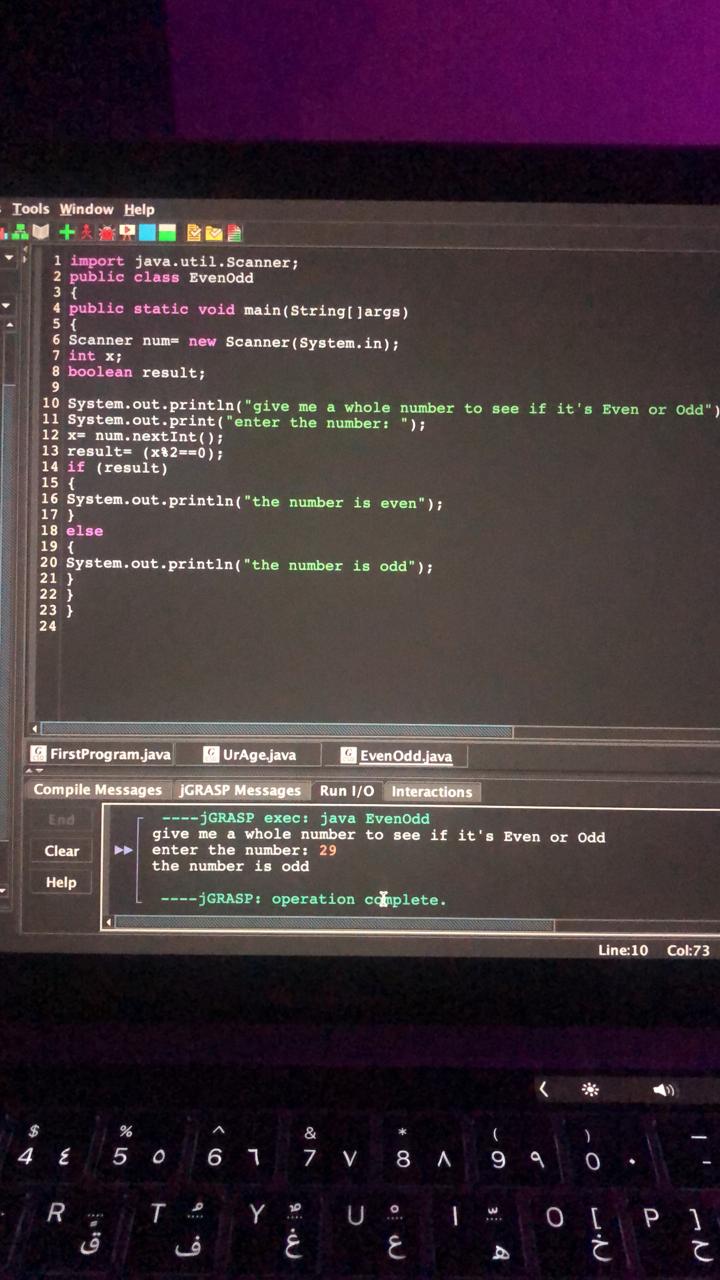 Tools Window Help
1 import java.util.Scanner;
2 public class EvenOdd
3 {
4 public static void main(String[]args)
5 {
6 Scanner num= new Scanner(System.in);
7 int x;
8 boolean result;
9
10 System.out.println("give me a whole number to see if it's Even or Odd")
11 System.out.print("enter the number: ");
12 x= num.nextInt();
13 result= (x%2==0);
14 if (result)
15 {
16 System.out.println("the number is even");
17 }
18 else
19 {
20 System.out.println("the number is odd");
21 }
22 }
23 }
24
FirstProgram.java UrAge.java EvenOdd.java
Compile Messages jGRASP Messages Run I/O Interactions
End
Clear
Help
----jGRASP exec: java EvenOdd
give me a whole number to see if it's Even or Odd
enter the number: 29
the number is odd
----jGRASP: operation complete.
Line:10 Col:73
$ % ^ & * ( ) —
4 ٤ 5 ٥ 6 ٦ 7 ٧ 8 ٨ 9 ٩ 0 ٠ -
R T Y U I O [ P ]
ق ف غ ع ه خ ح